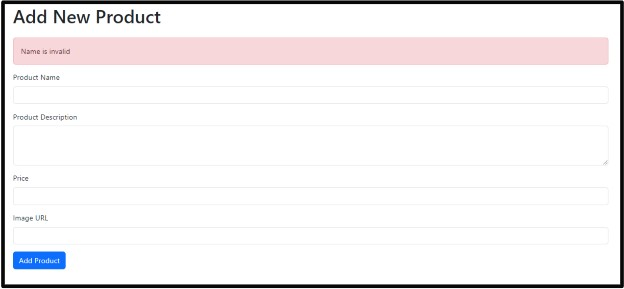 Add New Product
Name is invalid
Product Name
Product Description
Price
Image URL
Add Product